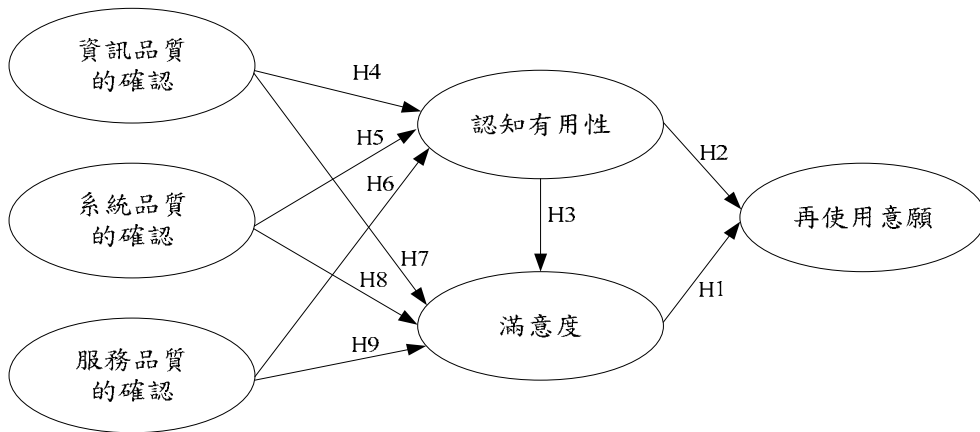 資訊品質
的確認
H4
認知有用性
H5
H2
H6
系統品質
的確認
H3
再使用意願
H7
H8
H1
滿意度
服務品質
的確認
H9